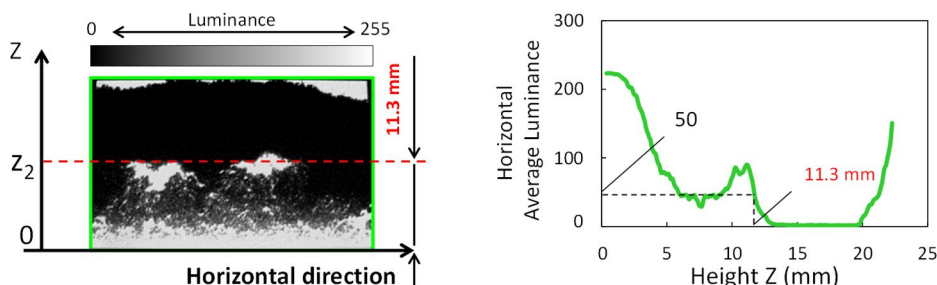 Luminance
0
255
Z
11.3 mm
Z2
0
Horizontal direction
Horizontal
Average Luminance
300
200
100
0
50
11.3 mm
0
5
10
15
20
25
Height Z (mm)